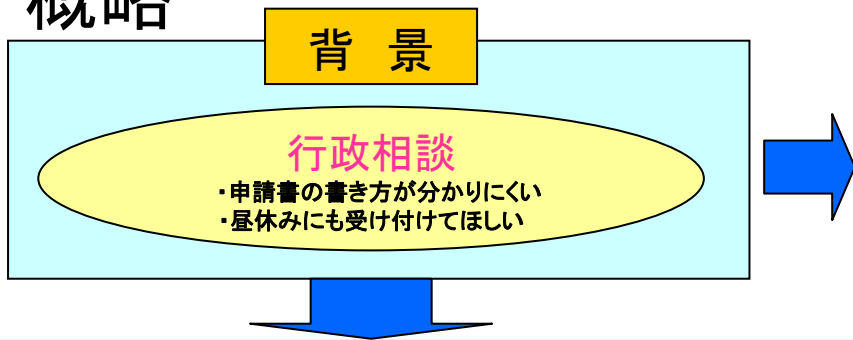 概略
背　景
行政相談
・申請書の書き方が分かりにくい
・昼休みにも受け付けてほしい